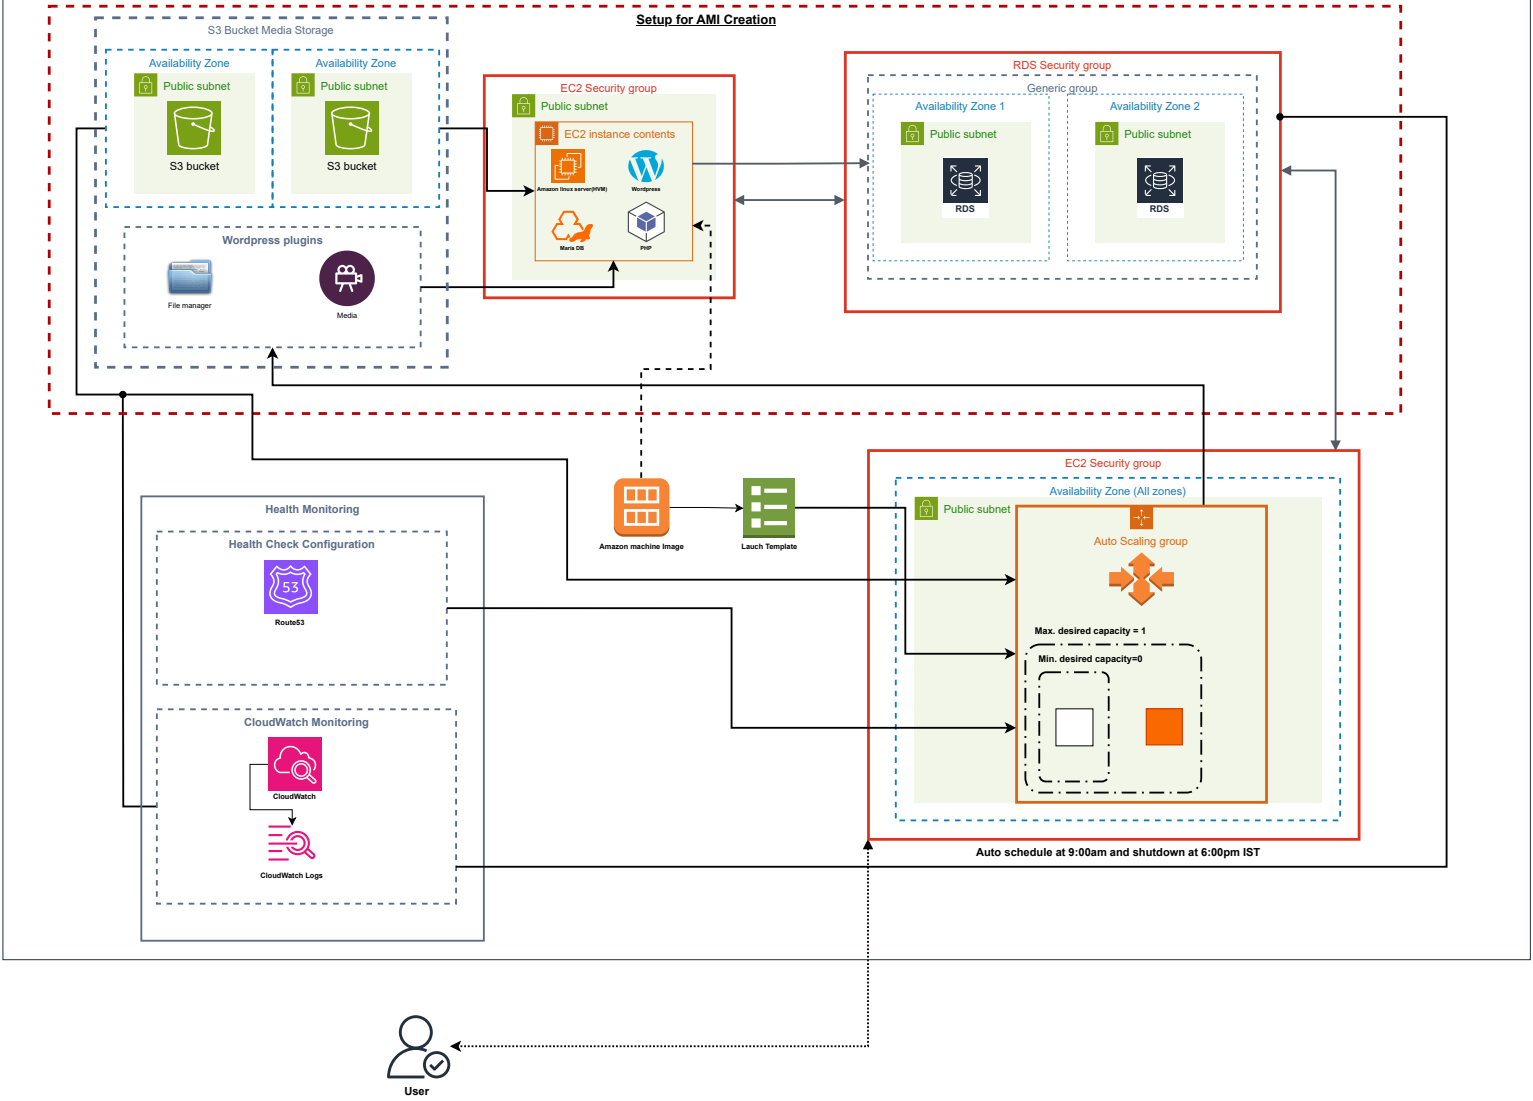 Setup for AMI Creation
S3 Bucket Media Storage
Availability Zone
Availability Zone
Public subnet
Public subnet
S3 bucket
S3 bucket
Wordpress plugins
File manager
Media
EC2 Security group
Public subnet
EC2 instance contents
Amazon linux server(HVM)
Wordpress
Maria DB
PHP
RDS Security group
Generic group
Availability Zone 1
Availability Zone 2
Public subnet
Public subnet
RDS
RDS
Health Monitoring
Health Check Configuration
53
Route53
CloudWatch Monitoring
CloudWatch
CloudWatch Logs
Amazon machine Image
Lauch Template
EC2 Security group
Availability Zone (All zones)
Public subnet
Auto Scaling group
Max. desired capacity = 1
Min. desired capacity=0
Auto schedule at 9:00am and shutdown at 6:00pm IST
User